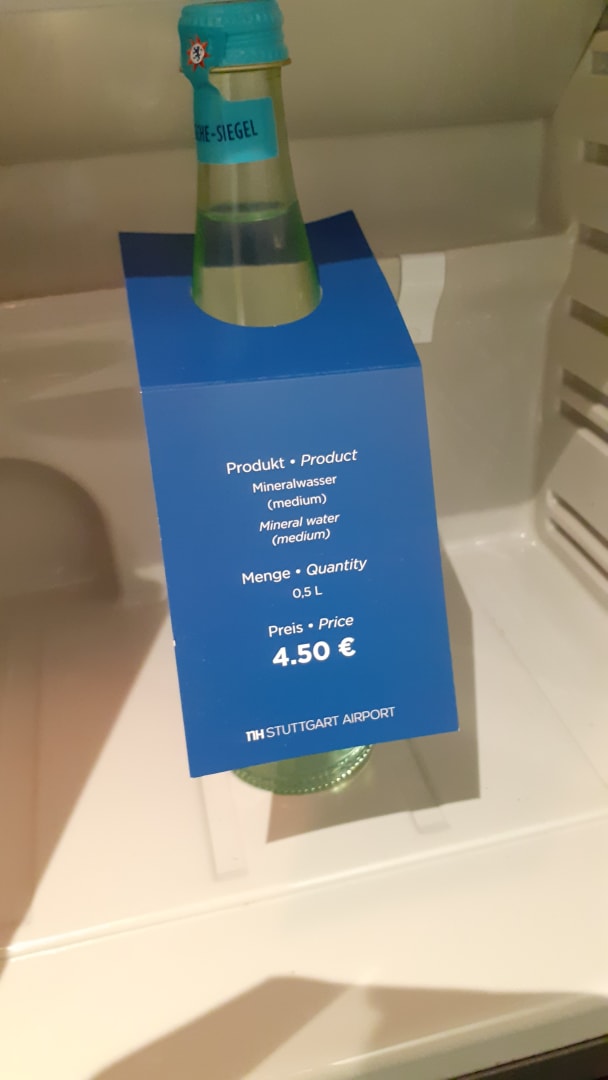 -SIEGEL
Produkt • Product
Mineralwasser
(medium)
Mineral water
(medium)
Menge • Quantity
0,5 L
Preis • Price
4.50 €
nH STUTTGART AIRPORT